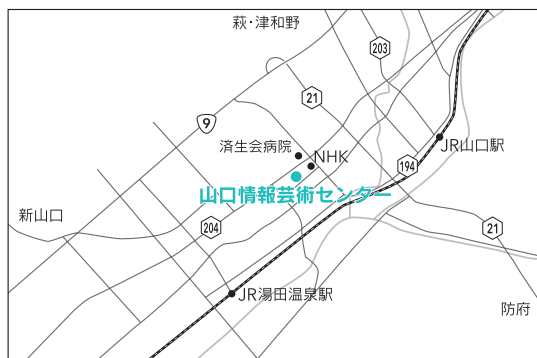 萩・津和野
203
21
9
済生会病院
NHK
JR山口駅
194
山口情報芸術センター
新山口
204
21
JR湯田温泉駅
防府